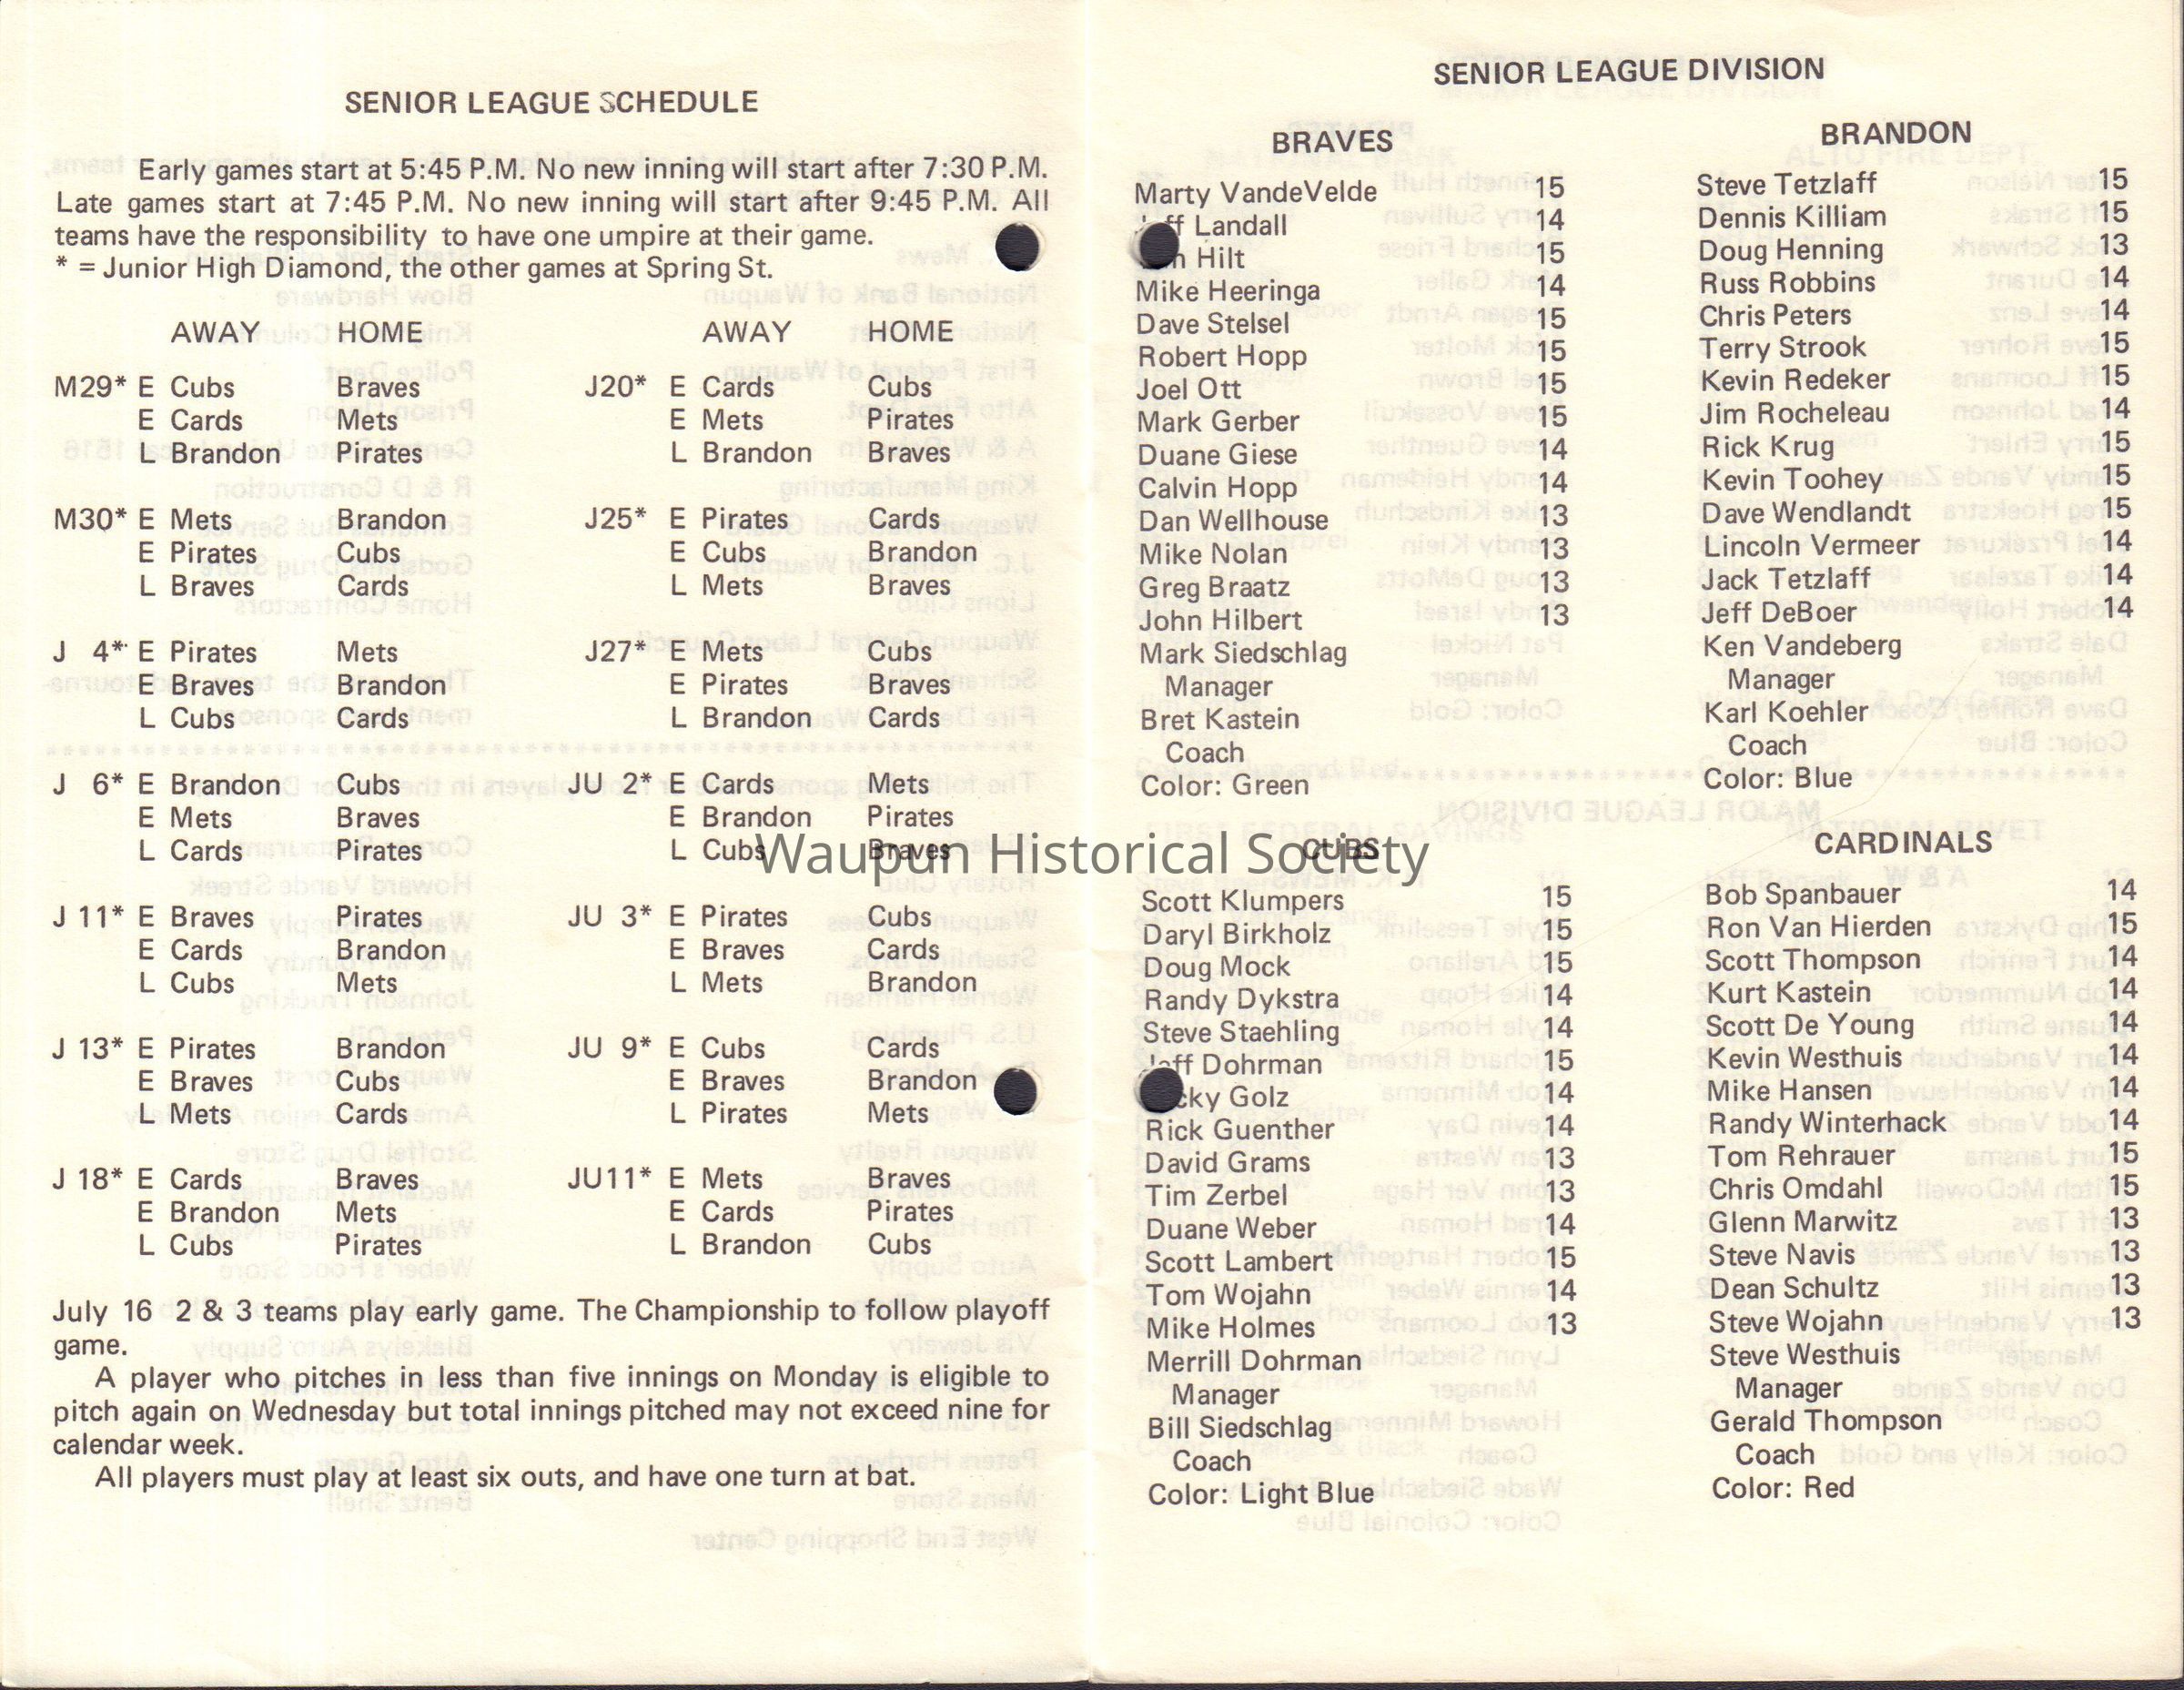 SENIOR LEAGUE SCHEDULE
Early games start at 5:45 P.M. No new inning will start after 7:30 P.M.
Late games start at 7:45 P.M. No new inning will start after 9:45 P.M. All
teams have the responsibility to have one umpire at their game.
* = Junior High Diamond, the other games at Spring St.
AWAY HOME
M29* E Cubs Braves
E Cards Mets
L Brandon Pirates
M30* E Mets Brandon
E Pirates Cubs
L Braves Cards
J 4* E Pirates Mets
E Braves Brandon
L Cubs Cards
J 6* E Brandon Cubs
E Mets Braves
L Cards Pirates
J 11* E Braves Pirates
E Cards Brandon
L Cubs Mets
J 13* E Pirates Brandon
E Braves Cubs
L Mets Cards
J 18* E Cards Braves
E Brandon Mets
L Cubs Pirates
AWAY HOME
J20* E Cards Cubs
E Mets Pirates
L Brandon Braves
J25* E Pirates Cards
E Cubs Brandon
L Mets Braves
J27* E Mets Cubs
E Pirates Braves
L Brandon Cards
JU 2* E Cards Mets
E Brandon Pirates
L Cubs Braves
JU 3* E Pirates Cubs
E Braves Cards
L Mets Brandon
JU 9* E Cubs Cards
E Braves Brandon
L Pirates Mets
JU11* E Mets Braves
E Cards Pirates
L Brandon Cubs
July 16 2 & 3 teams play early game. The Championship to follow playoff
game.
A player who pitches in less than five innings on Monday is eligible to
pitch again on Wednesday but total innings pitched may not exceed nine for
calendar week.
All players must play at least six outs, and have one turn at bat.
SENIOR LEAGUE DIVISION
BRAVES
Marty VandeVelde 15
Landall 14
Hilt 15
Mike Heeringa 14
Dave Stelsel 15
Robert Hopp 15
Joel Ott 15
Mark Gerber 15
Duane Giese 14
Calvin Hopp 14
Dan Wellhouse 13
Mike Nolan 13
Greg Braatz 13
John Hilbert 13
Mark Siedschlag
Manager
Bret Kastein
Coach
Color: Green
BRANDON
Steve Tetzlaff 15
Dennis Killiam 15
Doug Henning 13
Russ Robbins 14
Chris Peters 14
Terry Strook 15
Kevin Redeker 15
Jim Rocheleau 14
Rick Krug 15
Kevin Toohey 15
Dave Wendlandt 15
Lincoln Vermeer 14
Jack Tetzlaff 14
Jeff DeBoer 14
Ken Vandeberg
Manager
Karl Koehler
Coach
Color: Blue
Waupun Historical Society
CUBS
Scott Klumpers 15
Daryl Birkholz 15
Doug Mock 15
Randy Dykstra 14
Steve Staehling 14
Dohrman 15
Golz 14
Rick Guenther 14
David Grams 13
Tim Zerbel 13
Duane Weber 14
Scott Lambert 15
Tom Wojahn 14
Mike Holmes 13
Merrill Dohrman
Manager
Bill Siedschlag
Coach
Color: Light Blue
CARDINALS
Bob Spanbauer 14
Ron Van Hierden 15
Scott Thompson 14
Kurt Kastein 14
Scott De Young 14
Kevin Westhuis 14
Mike Hansen 14
Randy Winterhack 14
Tom Rehrauer 15
Chris Omdahl 15
Glenn Marwitz 13
Steve Navis 13
Dean Schultz 13
Steve Wojahn 13
Steve Westhuis
Manager
Gerald Thompson
Coach
Color: Red